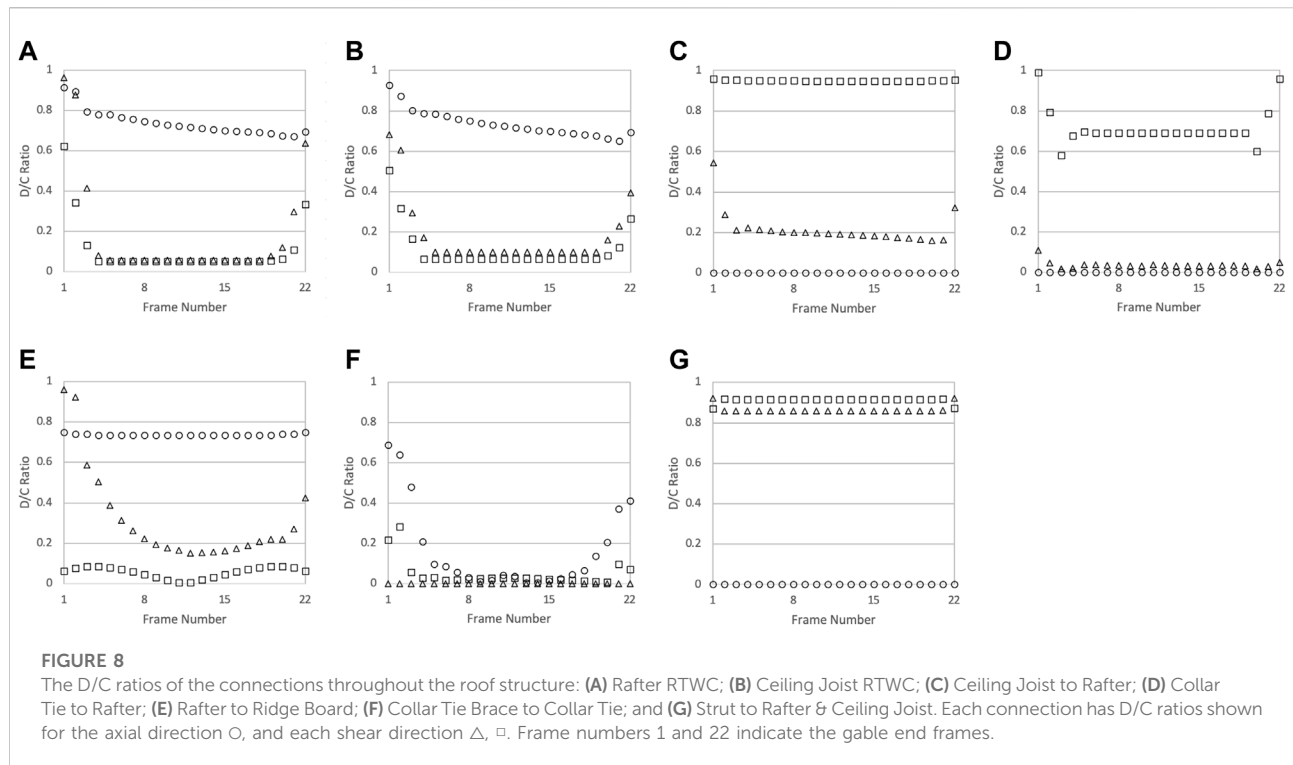 A
B
C
D
1
0.8
0.6
0.4
0.2
0
D/C Ratio
1
8
15
22
Frame Number
1
0.8
0.6
0.4
0.2
0
D/C Ratio
1
8
15
22
Frame Number
1
0.8
0.6
0.4
0.2
0
D/C Ratio
1
8
15
22
Frame Number
1
0.8
0.6
0.4
0.2
0
D/C Ratio
1
8
15
22
Frame Number
E
F
G
1
0.8
0.6
0.4
0.2
0
D/C Ratio
1
8
15
22
Frame Number
1
0.8
0.6
0.4
0.2
0
D/C Ratio
1
8
15
22
Frame Number
1
0.8
0.6
0.4
0.2
0
D/C Ratio
1
8
15
22
Frame Number
FIGURE 8
The D/C ratios of the connections throughout the roof structure: (A) Rafter RTWC; (B) Ceiling Joist RTWC; (C) Ceiling Joist to Rafter; (D) Collar
Tie to Rafter; (E) Rafter to Ridge Board; (F) Collar Tie Brace to Collar Tie; and (G) Strut to Rafter & Ceiling Joist. Each connection has D/C ratios shown
for the axial direction ○, and each shear direction △, □. Frame numbers 1 and 22 indicate the gable end frames.